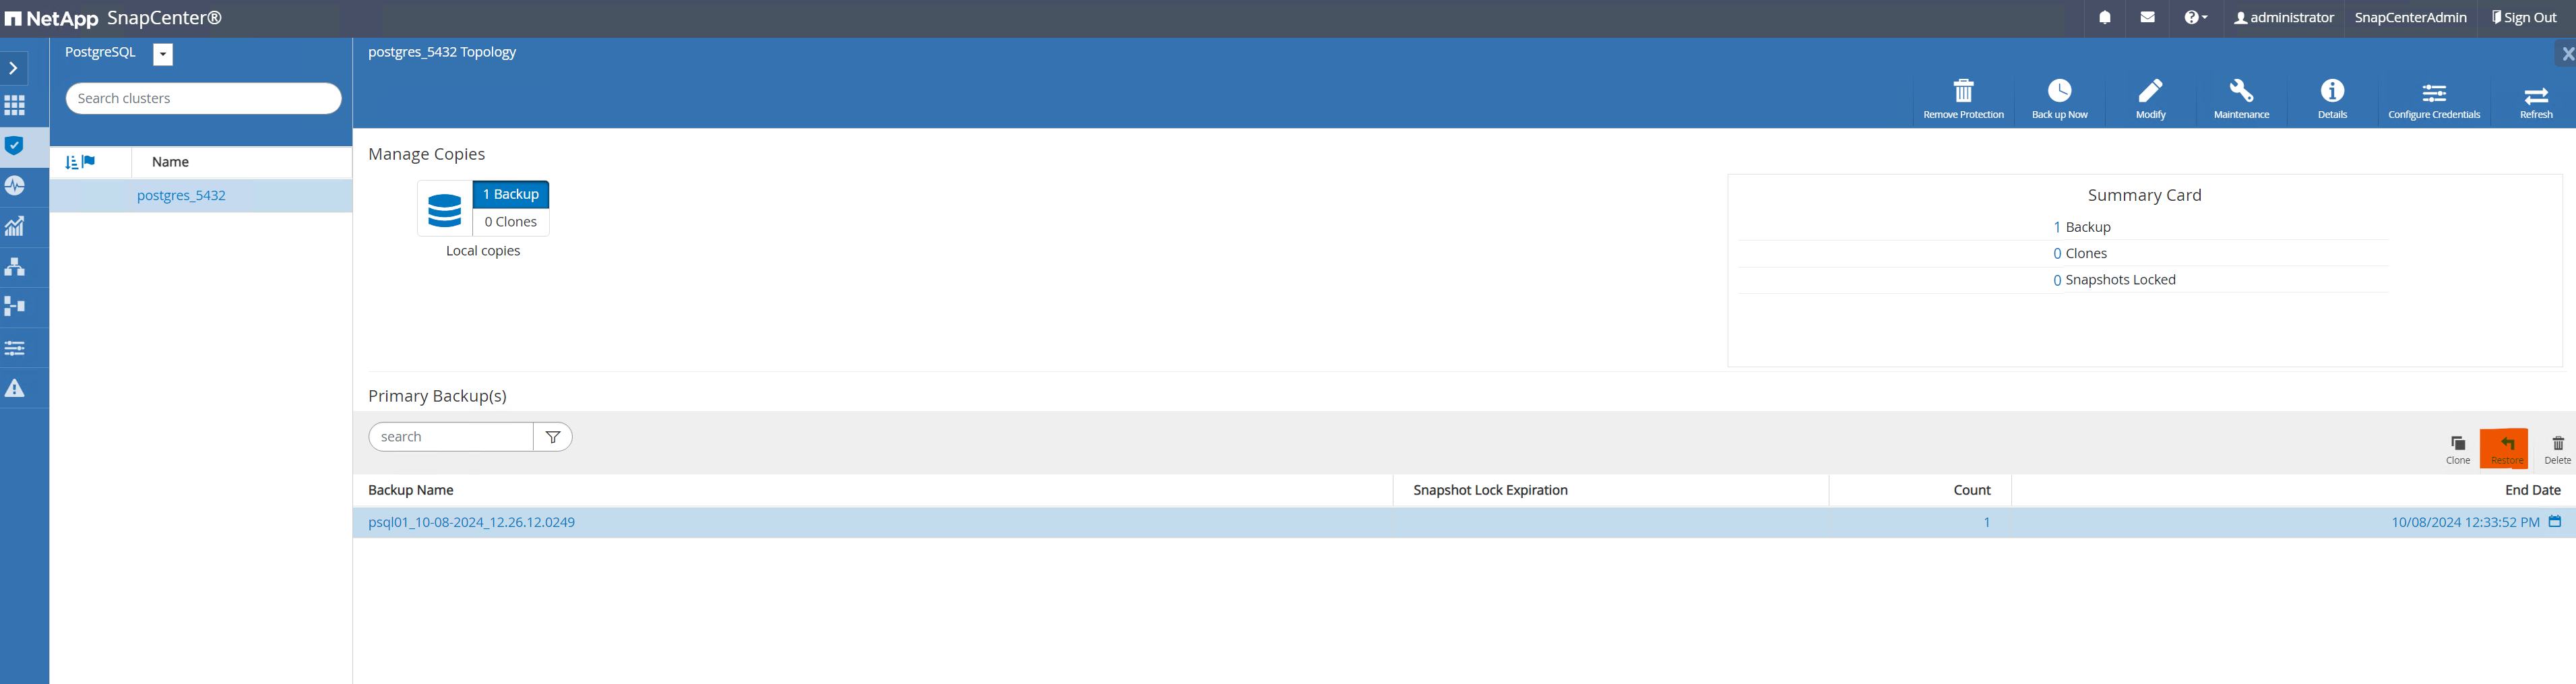 NetApp SnapCenter®
administrator
SnapCenterAdmin
Sign Out
PostgreSQL
Search clusters
Name
postgres_5432
postgres_5432 Topology
Remove Protection
Back up Now
Modify
Maintenance
Details
Configure Credentials
Refresh
Manage Copies
1 Backup
0 Clones
Local copies
Summary Card
1 Backup
0 Clones
0 Snapshots Locked
Primary Backup(s)
search
Clone
Restore
Delete
Backup Name
Snapshot Lock Expiration
Count
End Date
psql01_10-08-2024_12.26.12.0249
1
10/08/2024 12:33:52 PM